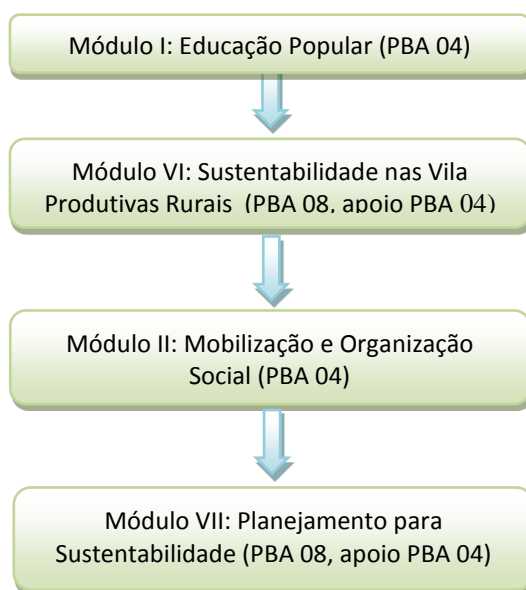 Módulo I: Educação Popular (PBA 04)
Módulo VI: Sustentabilidade nas Vila
Produtivas Rurais (PBA 08, apoio PBA 04)
Módulo II: Mobilização e Organização
Social (PBA 04)
Módulo VII: Planejamento para
Sustentabilidade (PBA 08, apoio PBA 04)